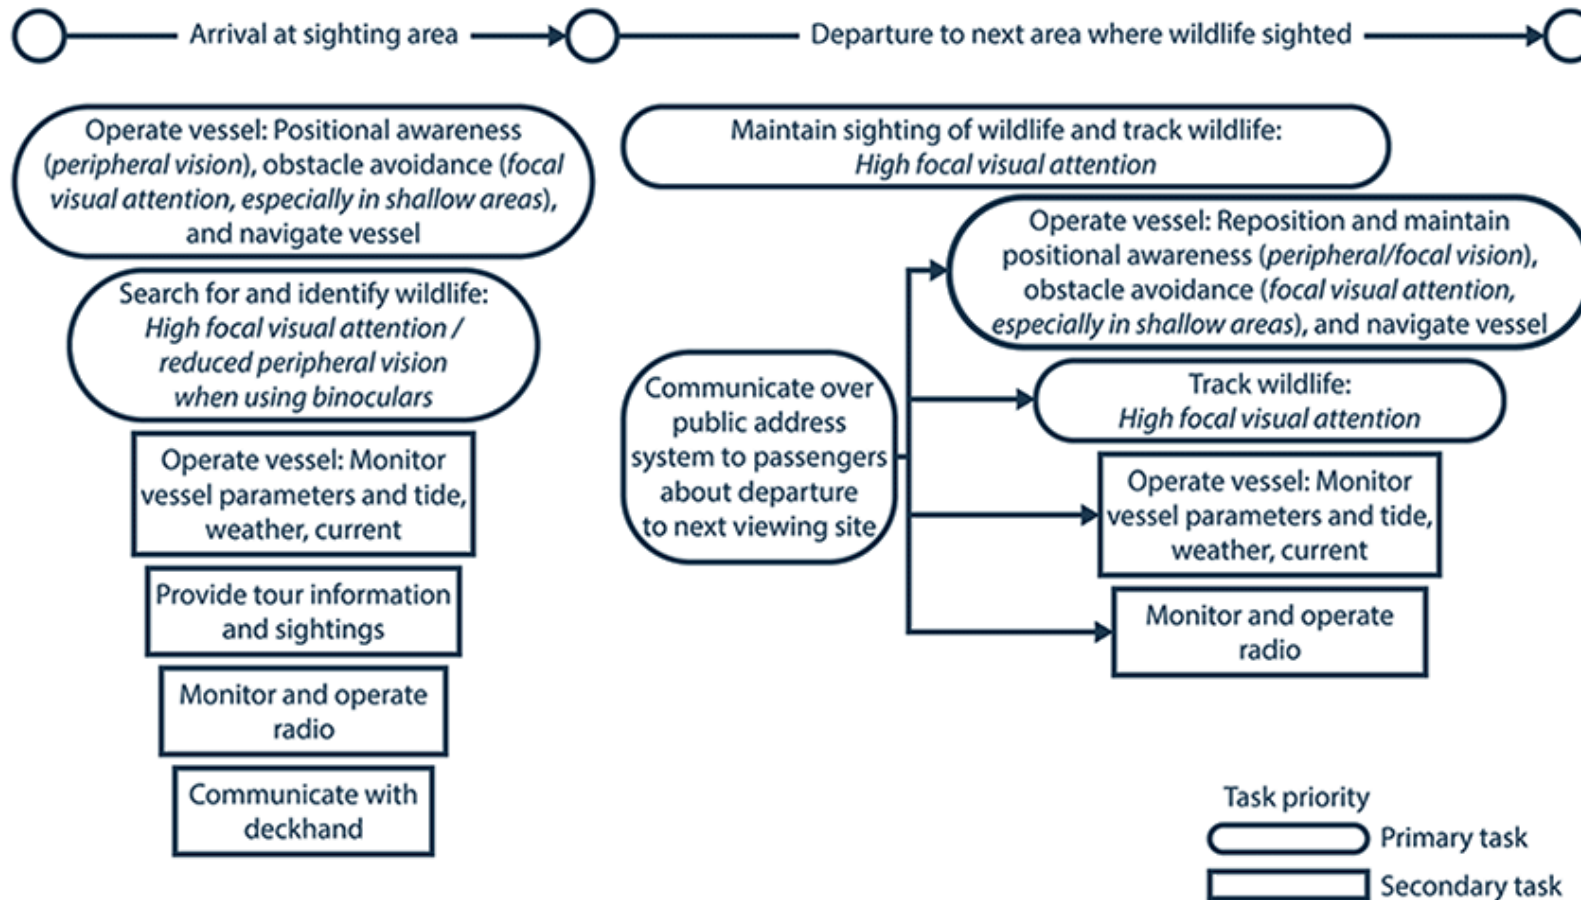 Arrival at sighting area
Departure to next area where wildlife sighted
Operate vessel: Positional awareness
(peripheral vision), obstacle avoidance (focal
visual attention, especially in shallow areas),
and navigate vessel
Search for and identify wildlife:
High focal visual attention /
reduced peripheral vision
when using binoculars
Operate vessel: Monitor
vessel parameters and tide,
weather, current
Provide tour information
and sightings
Monitor and operate
radio
Communicate with
deckhand
Maintain sighting of wildlife and track wildlife:
High focal visual attention
Communicate over
public address
system to passengers
about departure
to next viewing site
Operate vessel: Reposition and maintain
positional awareness (peripheral/focal vision),
obstacle avoidance (focal visual attention,
especially in shallow areas), and navigate vessel
Track wildlife:
High focal visual attention
Operate vessel: Monitor
vessel parameters and tide,
weather, current
Monitor and operate
radio
Task priority
Primary task
Secondary task